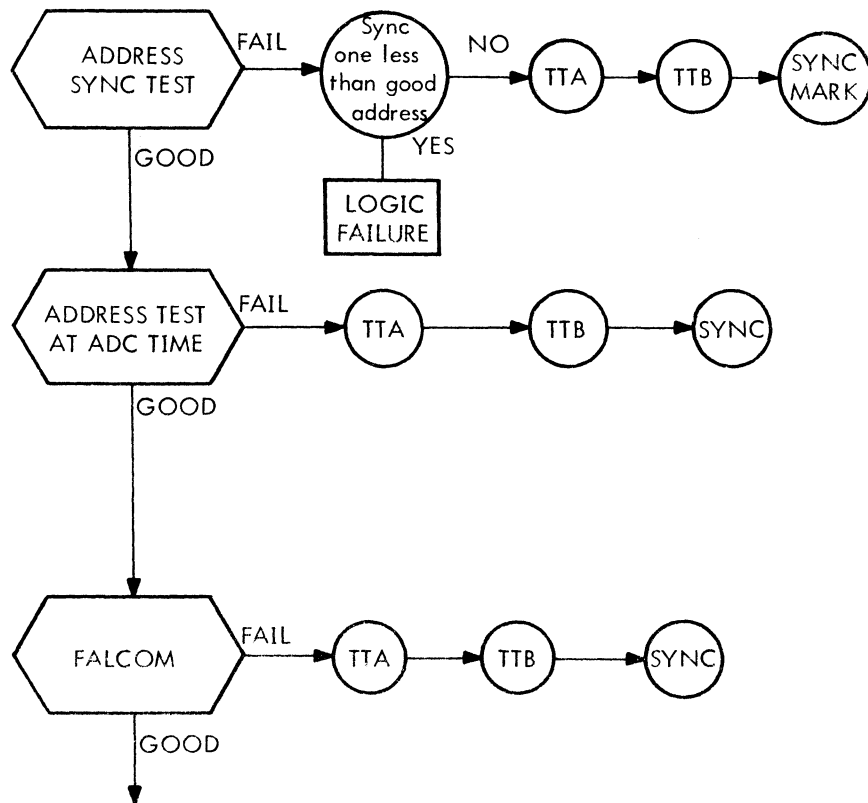 ADDRESS
SYNC TEST
FAIL
Sync
one less
than good
address
NO
TTA
TTB
SYNC
MARK
GOOD
YES
LOGIC
FAILURE
ADDRESS TEST
AT ADC TIME
FAIL
TTA
TTB
SYNC
GOOD
FALCOM
FAIL
TTA
TTB
SYNC
GOOD